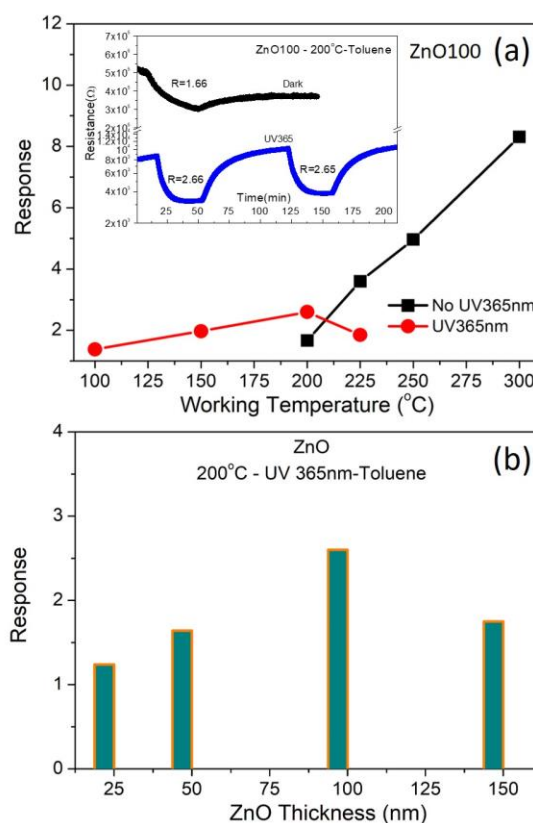 12
10
8
6
4
2
Response
ZnO100
(a)
ZnO100 - 200°C-Toluene
R=1.66
Dark
UV365
R=2.66
R=2.65
Resistance(Ω)
Time(min)
25 50 75 100 125 150 175 200
No UV365nm
UV365nm
100 125 150 175 200 225 250 275 300
Working Temperature (°C)
4
3
2
1
0
Response
ZnO
(b)
200°C - UV 365nm-Toluene
25 50 75 100 125 150
ZnO Thickness (nm)